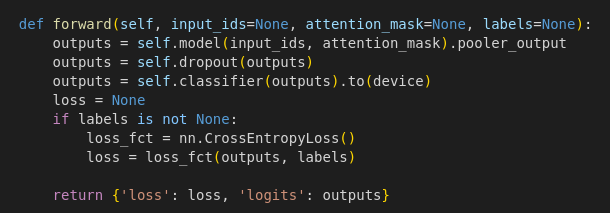 def forward(self, input_ids=None, attention_mask=None, labels=None):
    outputs = self.model(input_ids, attention_mask).pooler_output
    outputs = self.dropout(outputs)
    outputs = self.classifier(outputs).to(device)
    loss = None
    if labels is not None:
        loss_fct = nn.CrossEntropyLoss()
        loss = loss_fct(outputs, labels)

    return {'loss': loss, 'logits': outputs}